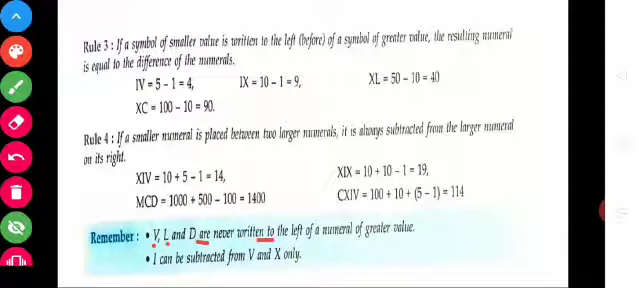 Rule 3 : If a symbol of smaller value is written to the left (before) of a symbol of greater value, the resulting numeral
is equal to the difference of the numerals.
IV = 5 - 1 = 4, IX = 10 - 1 = 9, XL = 50 - 10 = 40
XC = 100 - 10 = 90.
Rule 4 : If a smaller numeral is placed between two larger numerals, it is always subtracted from the larger numeral
on its right.
XIV = 10 + 5 - 1 = 14, XIX = 10 + 10 - 1 = 19,
MCD = 1000 + 500 - 100 = 1400 CXIV = 100 + 10 + (5 - 1) = 114
Remember : • V, L and D are never written to the left of a numeral of greater value.
• I can be subtracted from V and X only.